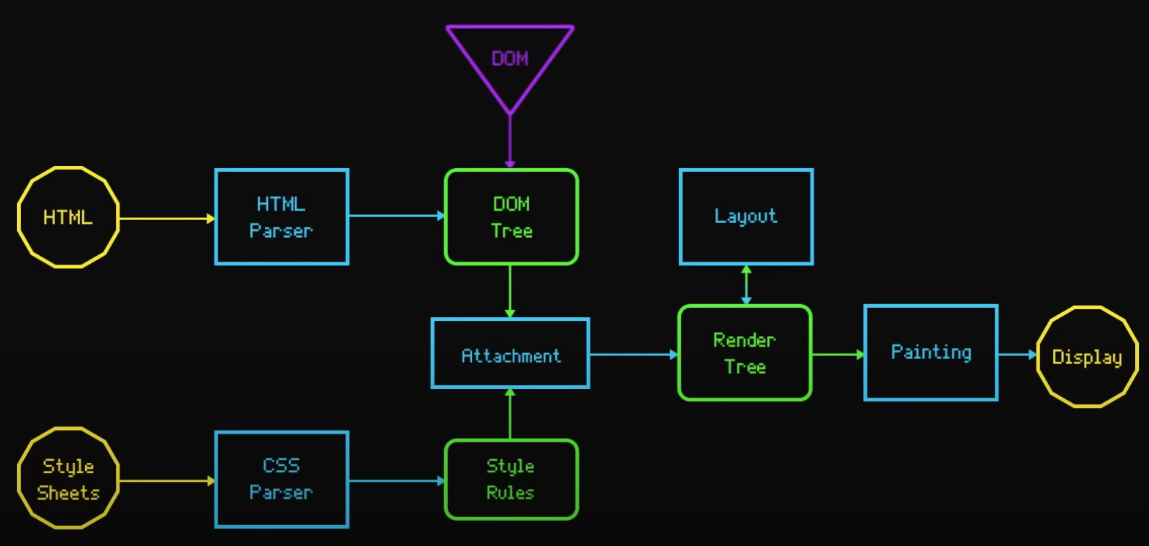 DOM
HTML
HTML
Parser
DOM
Tree
Layout
Attachment
Render
Tree
Painting
Display
Style
Sheets
CSS
Parser
Style
Rules